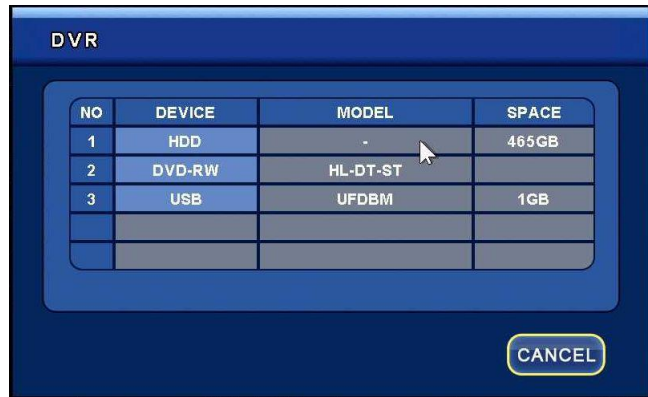 DVR
NO DEVICE MODEL SPACE
1 HDD - 465GB
2 DVD-RW HL-DT-ST
3 USB UFDBM 1GB
CANCEL